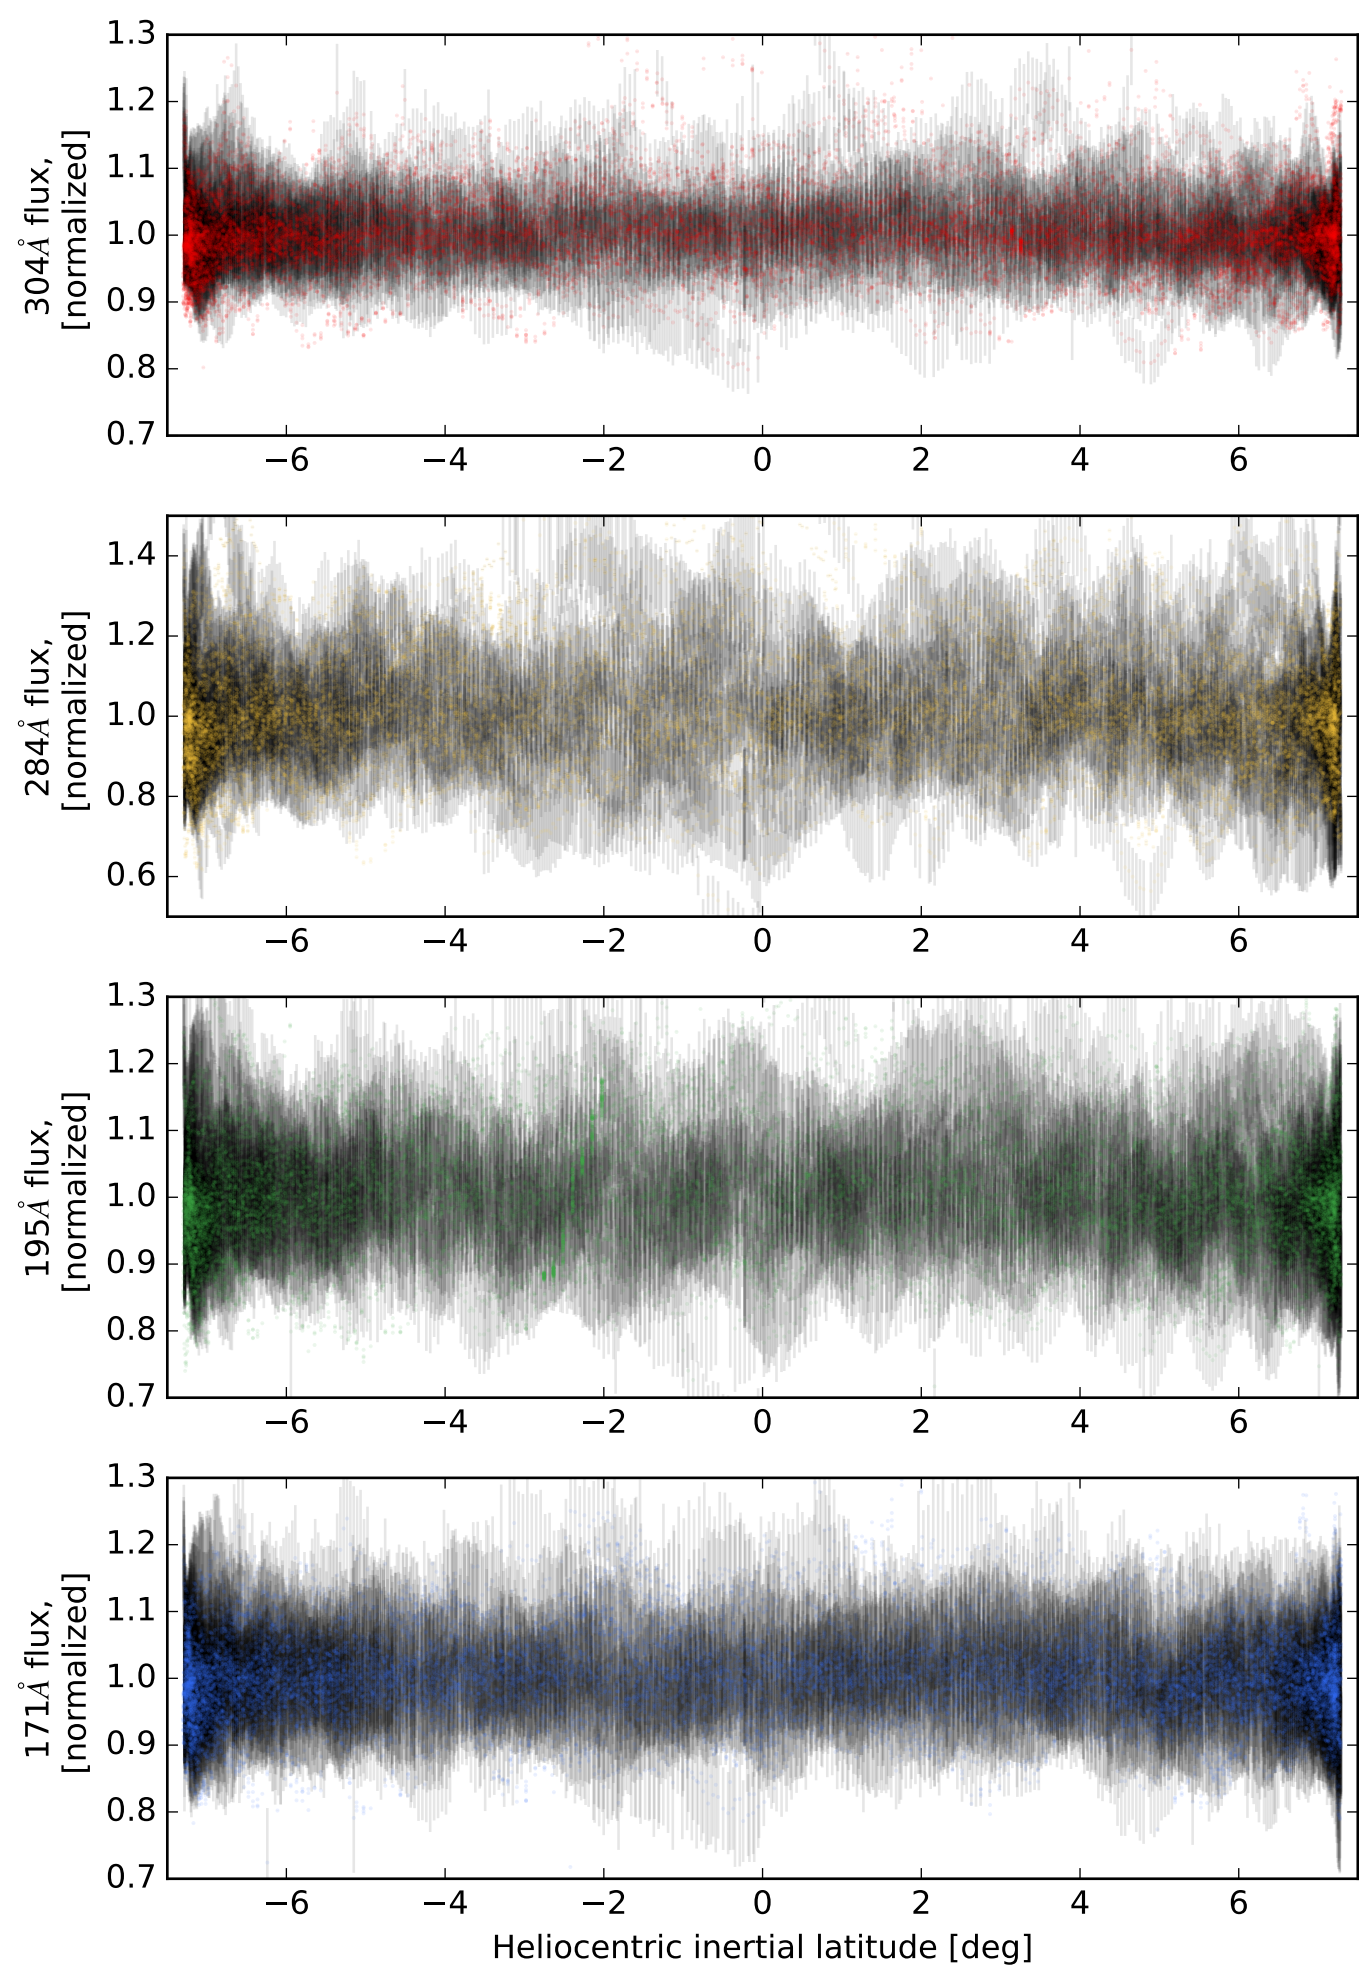 304Å flux,
[normalized]
1.3
1.2
1.1
1.0
0.9
0.8
0.7
−6 −4 −2 0 2 4 6
284Å flux,
[normalized]
1.4
1.2
1.0
0.8
0.6
−6 −4 −2 0 2 4 6
195Å flux,
[normalized]
1.3
1.2
1.1
1.0
0.9
0.8
0.7
−6 −4 −2 0 2 4 6
171Å flux,
[normalized]
1.3
1.2
1.1
1.0
0.9
0.8
0.7
−6 −4 −2 0 2 4 6
Heliocentric inertial latitude [deg]